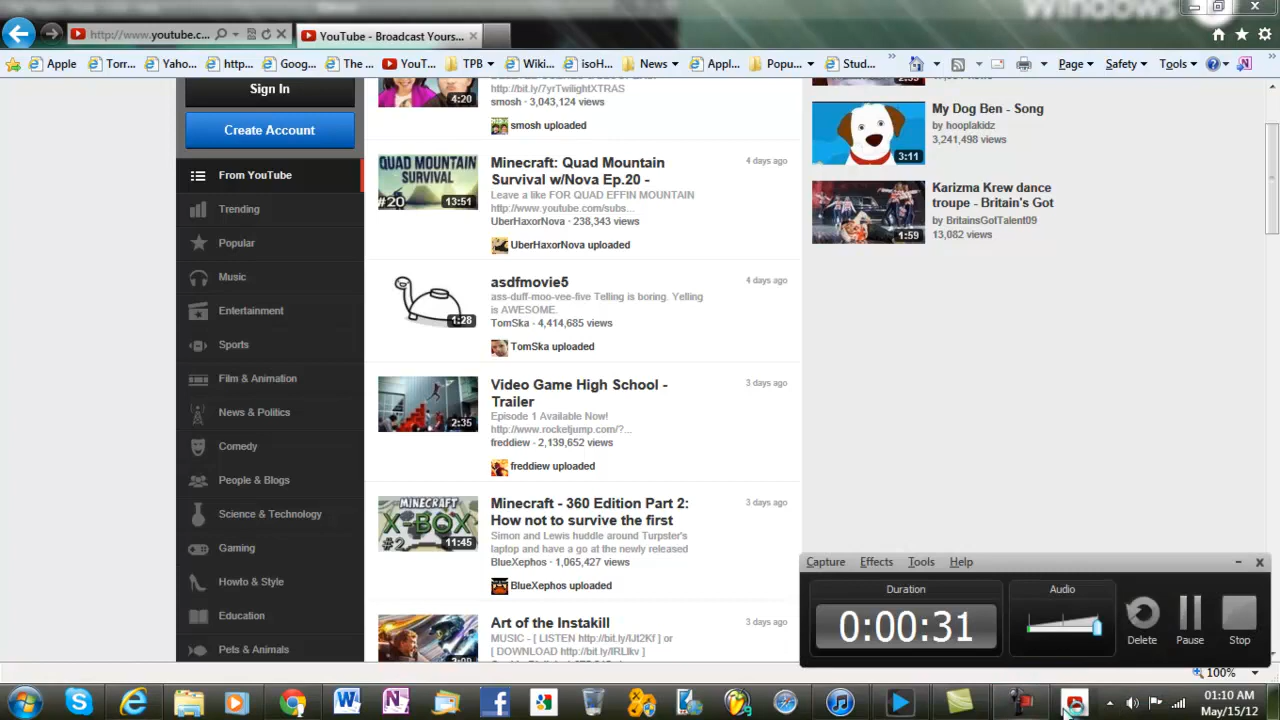 Windows
http://www.youtube.c...
YouTube - Broadcast Yours...
Apple
Torr...
Yaho...
http...
Goog...
The ...
YouT...
TPB
Wiki...
isoH...
News
Appl...
Popu...
Stud...
Page
Safety
Tools
Sign In
Create Account
From YouTube
Trending
Popular
Music
Entertainment
Sports
Film & Animation
News & Politics
Comedy
People & Blogs
Science & Technology
Gaming
Howto & Style
Education
Pets & Animals
4:20
http://bit.ly/7yrTwilightXTRAS
smosh · 3,043,124 views
smosh uploaded
QUAD MOUNTAIN
SURVIVAL
#20
13:51
Minecraft: Quad Mountain
Survival w/Nova Ep.20 -
4 days ago
Leave a like FOR QUAD EFFIN MOUNTAIN
http://www.youtube.com/subs...
UberHaxorNova · 238,343 views
UberHaxorNova uploaded
1:28
asdfmovie5
4 days ago
ass-duff-moo-vee-five Telling is boring. Yelling
is AWESOME.
TomSka · 4,414,685 views
TomSka uploaded
2:35
Video Game High School -
Trailer
3 days ago
Episode 1 Available Now!
http://www.rocketjump.com/?...
freddiew · 2,139,652 views
freddiew uploaded
MINECRAFT
X-BOX
#2
11:45
Minecraft - 360 Edition Part 2:
How not to survive the first
3 days ago
Simon and Lewis huddle around Turpster's
laptop and have a go at the newly released
BlueXephos · 1,065,427 views
BlueXephos uploaded
Art of the Instakill
3 days ago
MUSIC - [ LISTEN http://bit.ly/IJt2Kf ] or
[ DOWNLOAD http://bit.ly/IRLIkv ]
My Dog Ben - Song
by hooplakidz
3,241,498 views
3:11
Karizma Krew dance
troupe - Britain's Got
by BritainsGotTalent09
13,082 views
1:59
Capture
Effects
Tools
Help
Duration
0:00:31
Audio
Delete
Pause
Stop
100%
01:10 AM
May/15/12